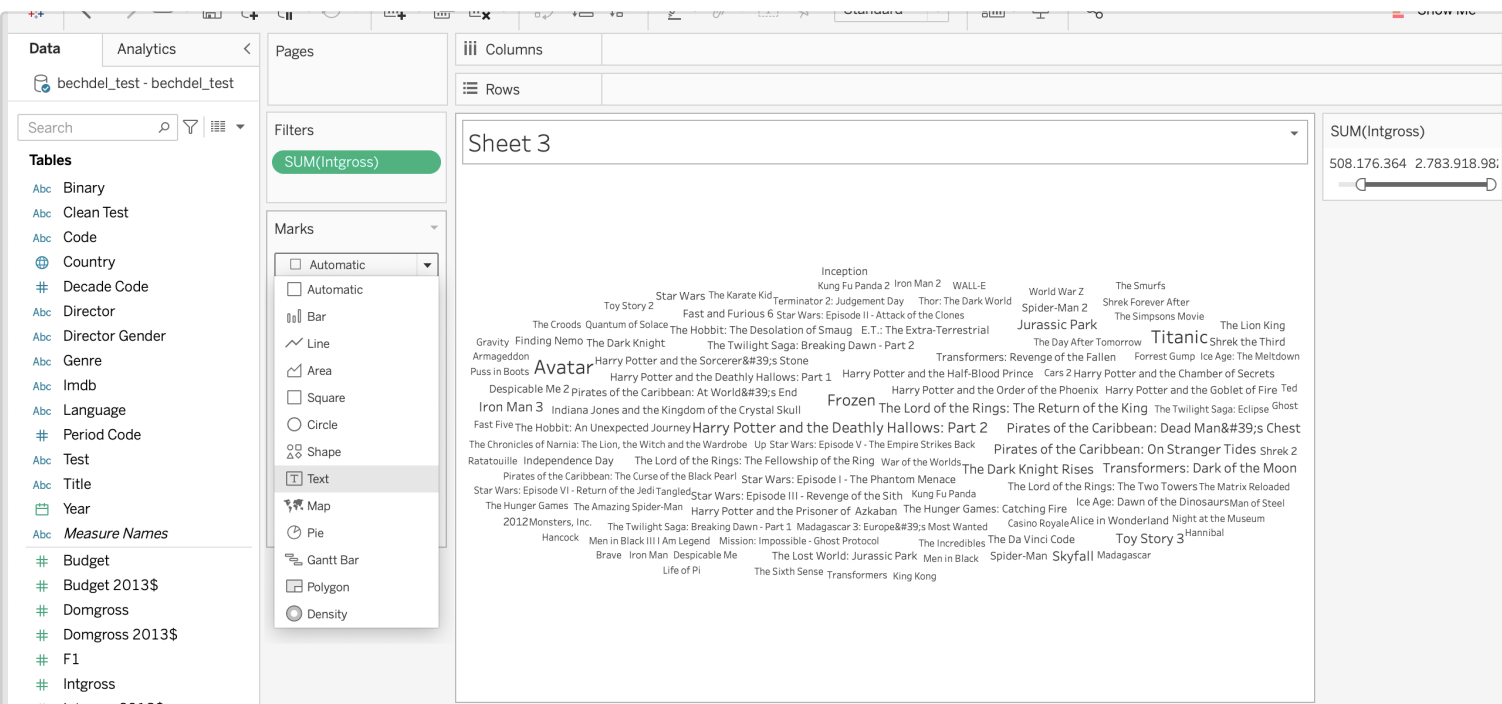 Standard
Show Me
Data
Analytics
bechdel_test - bechdel_test
Search
Tables
Abc Binary
Abc Clean Test
Abc Code
Country
# Decade Code
Abc Director
Abc Director Gender
Abc Genre
Abc Imdb
Abc Language
# Period Code
Abc Test
Abc Title
Year
Abc Measure Names
# Budget
# Budget 2013$
# Domgross
# Domgross 2013$
# F1
# Intgross
Pages
Filters
SUM(Intgross)
Marks
Automatic
Automatic
Bar
Line
Area
Square
Circle
Shape
T Text
Map
Pie
Gantt Bar
Polygon
Density
Columns
Rows
Sheet 3
Inception
Kung Fu Panda 2 Iron Man 2 WALL-E
World War Z The Smurfs
Star Wars The Karate Kid Terminator 2: Judgement Day Thor: The Dark World Spider-Man 2 Shrek Forever After
Toy Story 2 Fast and Furious 6 Star Wars: Episode II - Attack of the Clones The Simpsons Movie
The Croods Quantum of Solace The Hobbit: The Desolation of Smaug E.T.: The Extra-Terrestrial Jurassic Park The Lion King
Gravity Finding Nemo The Dark Knight The Twilight Saga: Breaking Dawn - Part 2 The Day After Tomorrow Titanic Shrek the Third
Armageddon Harry Potter and the Sorcerer&#39;s Stone Transformers: Revenge of the Fallen Forrest Gump Ice Age: The Meltdown
Puss in Boots Avatar Harry Potter and the Deathly Hallows: Part 1 Harry Potter and the Half-Blood Prince Cars 2 Harry Potter and the Chamber of Secrets
Despicable Me 2 Pirates of the Caribbean: At World&#39;s End Harry Potter and the Order of the Phoenix Harry Potter and the Goblet of Fire Ted
Iron Man 3 Indiana Jones and the Kingdom of the Crystal Skull Frozen The Lord of the Rings: The Return of the King The Twilight Saga: Eclipse Ghost
Fast Five The Hobbit: An Unexpected Journey Harry Potter and the Deathly Hallows: Part 2 Pirates of the Caribbean: Dead Man&#39;s Chest
The Chronicles of Narnia: The Lion, the Witch and the Wardrobe Up Star Wars: Episode V - The Empire Strikes Back Pirates of the Caribbean: On Stranger Tides Shrek 2
Ratatouille Independence Day The Lord of the Rings: The Fellowship of the Ring War of the Worlds The Dark Knight Rises Transformers: Dark of the Moon
Pirates of the Caribbean: The Curse of the Black Pearl Star Wars: Episode I - The Phantom Menace The Lord of the Rings: The Two Towers The Matrix Reloaded
Star Wars: Episode VI - Return of the Jedi Tangled Star Wars: Episode III - Revenge of the Sith Kung Fu Panda Ice Age: Dawn of the Dinosaurs Man of Steel
The Hunger Games The Amazing Spider-Man Harry Potter and the Prisoner of Azkaban The Hunger Games: Catching Fire
2012 Monsters, Inc. The Twilight Saga: Breaking Dawn - Part 1 Madagascar 3: Europe&#39;s Most Wanted Casino Royale Alice in Wonderland Night at the Museum
Hancock Men in Black III I Am Legend Mission: Impossible - Ghost Protocol The Incredibles The Da Vinci Code Toy Story 3 Hannibal
Brave Iron Man Despicable Me The Lost World: Jurassic Park Men in Black Spider-Man Skyfall Madagascar
Life of Pi The Sixth Sense Transformers King Kong
SUM(Intgross)
508.176.364 2.783.918.982